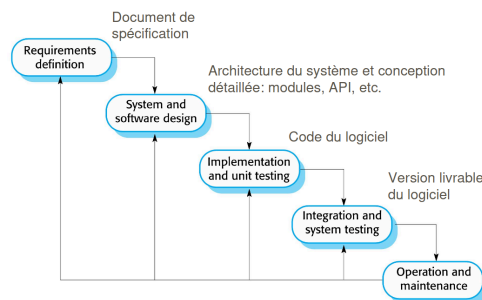 Document de
spécification
Requirements
definition
Architecture du système et conception
détaillée: modules, API, etc.
System and
software design
Code du logiciel
Implementation
and unit testing
Version livrable
du logiciel
Integration and
system testing
Operation and
maintenance